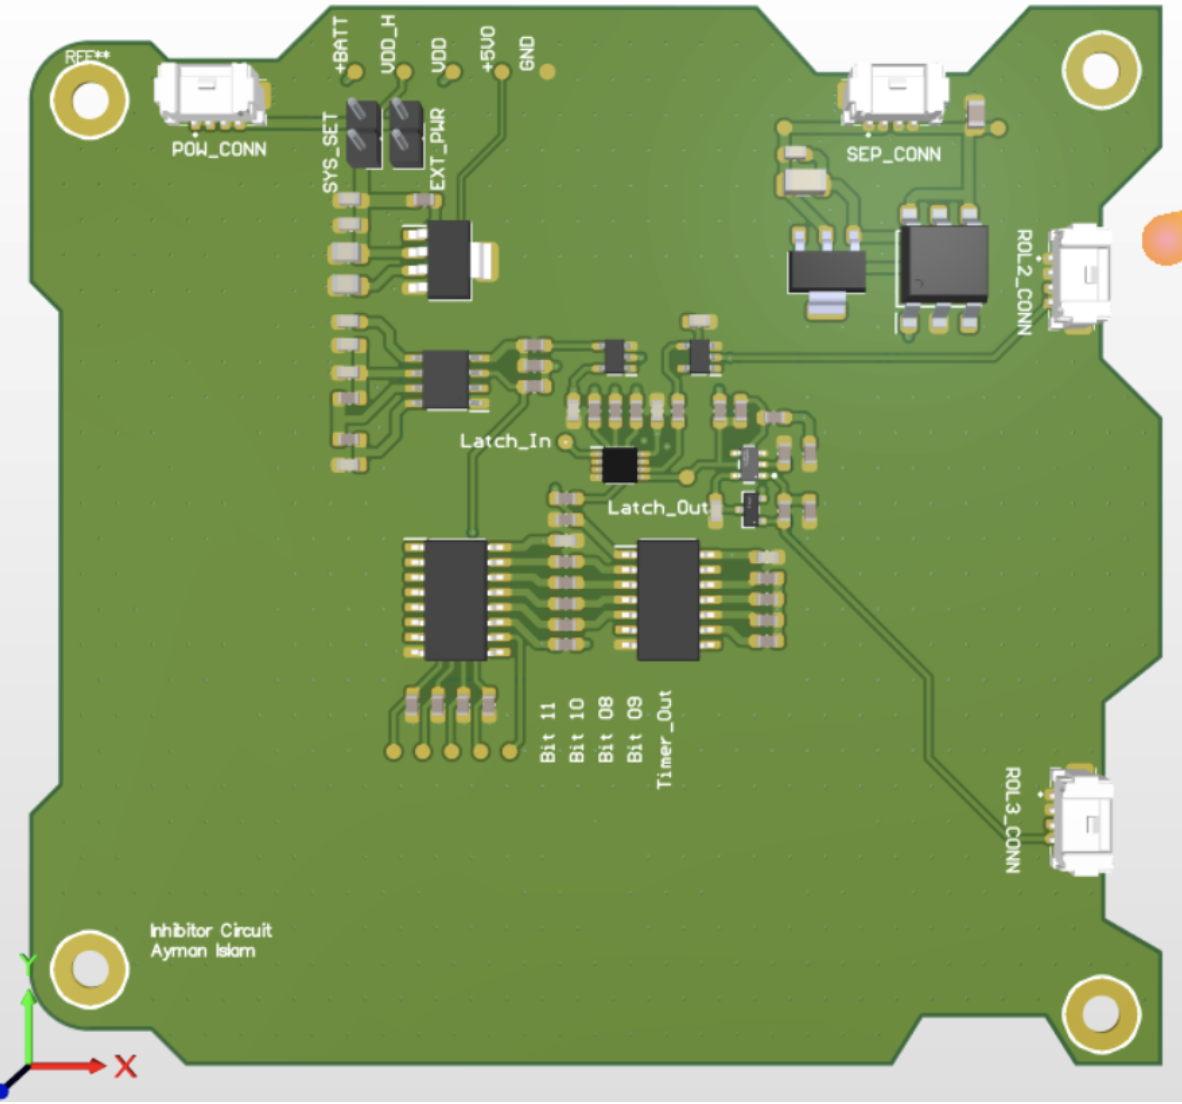 REF**
+BATT
VDD_H
VDD
+5V0
GND
POW_CONN
SYS_SET
EXT_PWR
SEP_CONN
ROL2_CONN
Latch_In
Latch_Out
Bit 11
Bit 10
Bit 08
Bit 09
Timer_Out
ROL3_CONN
Inhibitor Circuit
Ayman Islam
Y
X